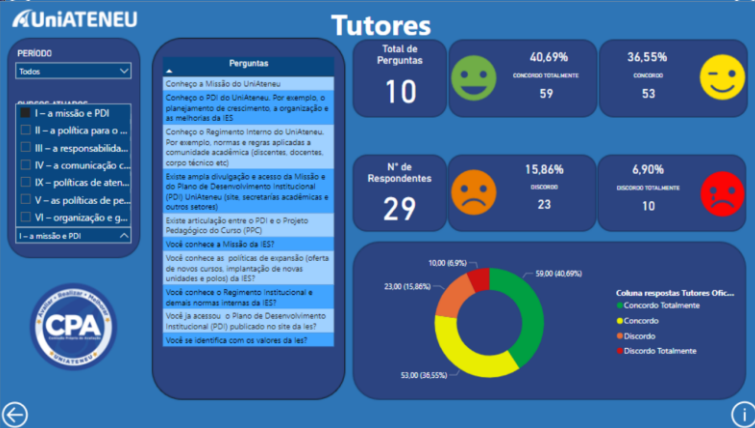 UniATENEU
Tutores
PERÍODO
Todos
I – a missão e PDI
II – a política para o ...
III – a responsabilida...
IV – a comunicação c...
IX – políticas de aten...
V – as políticas de pe...
VI – organização e g...
I – a missão e PDI
CPA
UNIATENEU
Perguntas
Conheço a Missão do UniAteneu
Conheço o PDI do UniAteneu. Por exemplo, o
planejamento de crescimento, a organização e
as melhorias da IES
Conheço o Regimento Interno do UniAteneu.
Por exemplo, normas e regras aplicadas a
comunidade acadêmica (discentes, docentes,
corpo técnico etc)
Existe ampla divulgação e acesso da Missão e
do Plano de Desenvolvimento Institucional
(PDI) UniAteneu (site, secretarias acadêmicas e
outros setores)
Existe articulação entre o PDI e o Projeto
Pedagógico do Curso (PPC)
Você conhece a Missão da IES?
Você conhece as políticas de expansão (oferta
de novos cursos, implantação de novas
unidades e polos) da IES?
Você conhece o Regimento Institucional e
demais normas internas da IES?
Você ja acessou o Plano de Desenvolvimento
Institucional (PDI) publicado no site da Ies?
Você se identifica com os valores da Ies?
Total de
Perguntas
10
40,69%
CONCORDO TOTALMENTE
59
36,55%
CONCORDO
53
N° de
Respondentes
29
15,86%
DISCORDO
23
6,90%
DISCORDO TOTALMENTE
10
10,00 (6,9%)
59,00 (40,69%)
23,00 (15,86%)
53,00 (36,55%)
Coluna respostas Tutores Ofic...
Concordo Totalmente
Concordo
Discordo
Discordo Totalmente